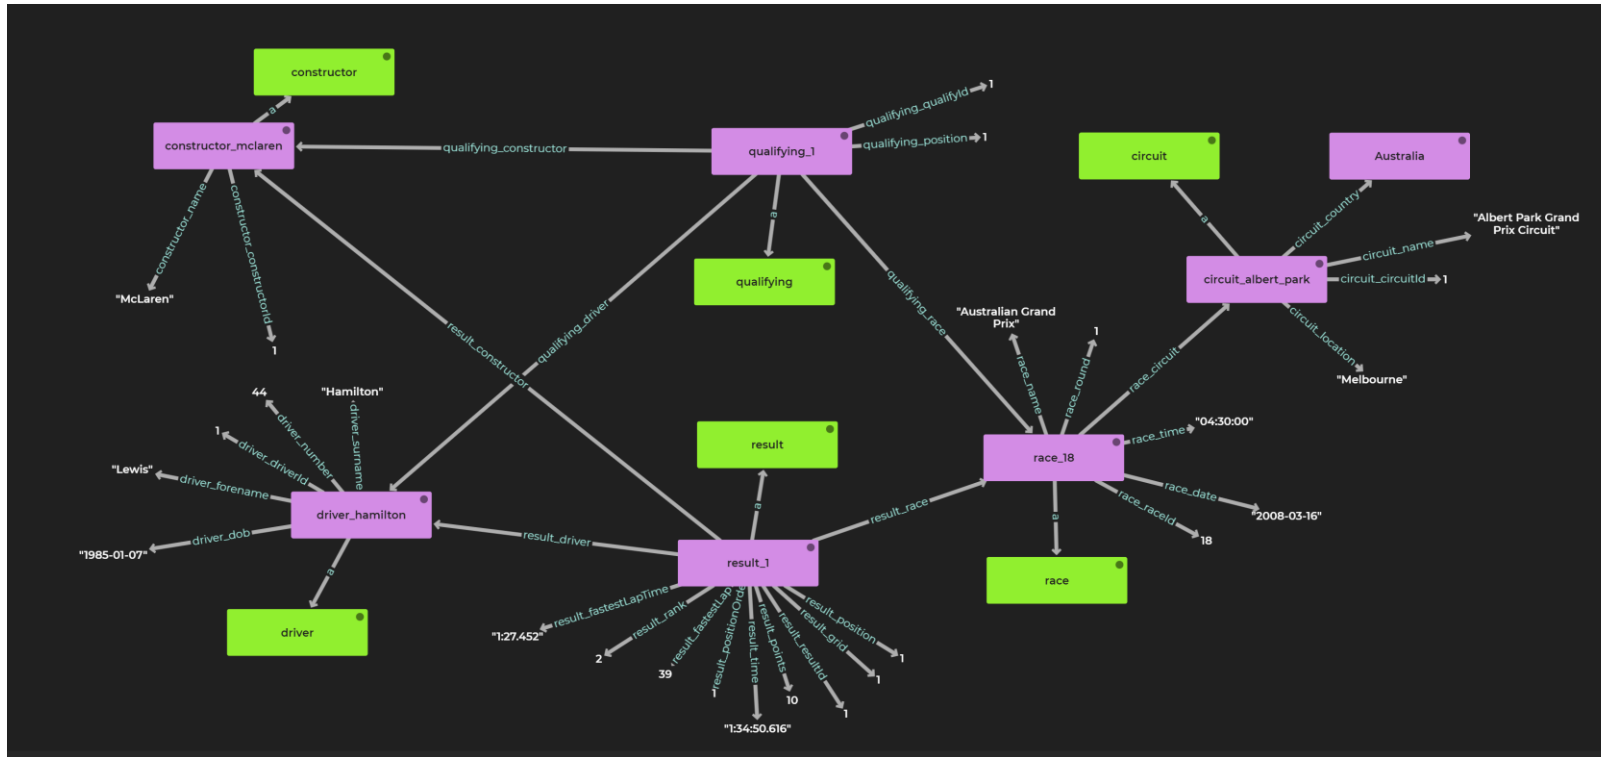 constructor
a
constructor_mclaren
qualifying_constructor
qualifying_1
qualifying_qualifyId
1
qualifying_position
1
circuit
Australia
constructor_name
constructor_constructorId
"McLaren"
1
a
qualifying
qualifying_driver
qualifying_race
result_constructor
a
circuit_country
circuit_name
"Albert Park Grand
Prix Circuit"
circuit_albert_park
circuit_circuitId
1
circuit_location
"Melbourne"
"Australian Grand
Prix"
1
race_name
race_round
race_circuit
race_time
"04:30:00"
race_18
race_date
"2008-03-16"
race_raceId
18
a
race
44
"Hamilton"
1
driver_number
driver_surname
driver_driverId
"Lewis"
driver_forename
driver_hamilton
driver_dob
"1985-01-07"
a
driver
result
a
result_race
result_driver
result_1
result_fastestLapTime
"1:27.452"
result_rank
2
result_fastestLap
39
result_positionOrde
1
result_time
"1:34:50.616"
result_points
10
result_resultId
1
result_grid
1
result_position
1